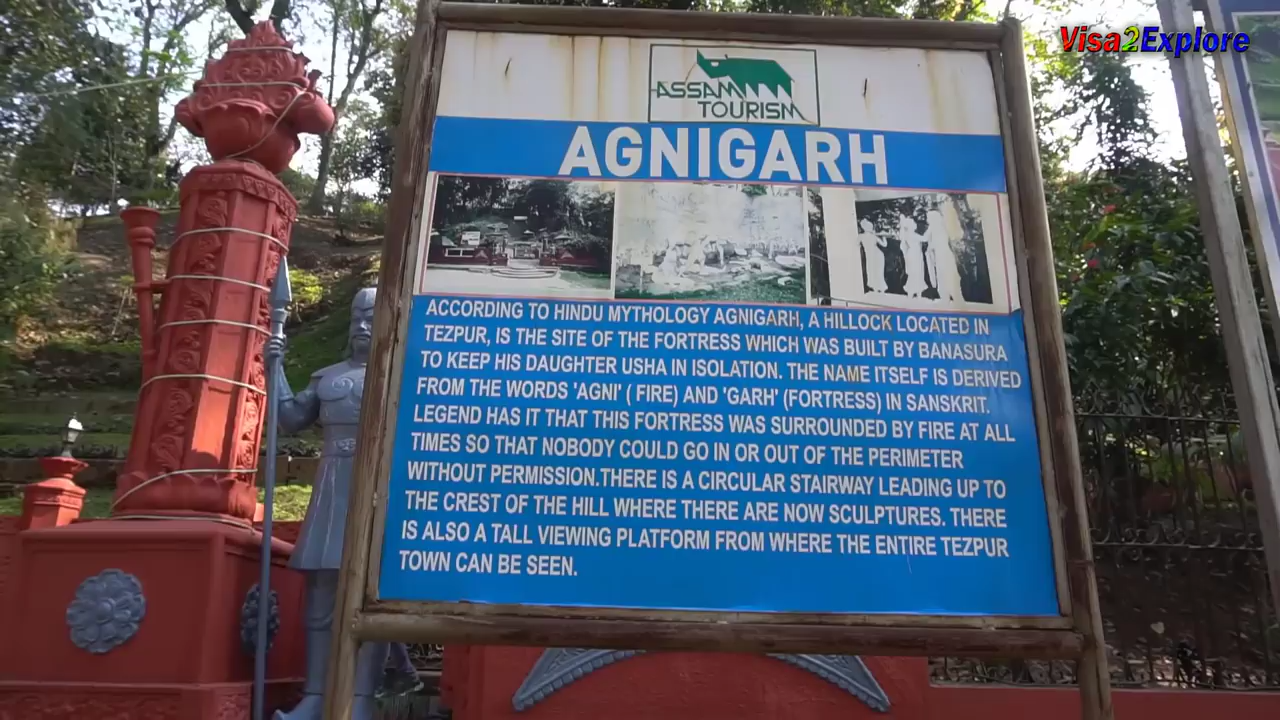 Visa2Explore
ASSAM
TOURISM
AGNIGARH
ACCORDING TO HINDU MYTHOLOGY AGNIGARH, A HILLOCK LOCATED IN
TEZPUR, IS THE SITE OF THE FORTRESS WHICH WAS BUILT BY BANASURA
TO KEEP HIS DAUGHTER USHA IN ISOLATION. THE NAME ITSELF IS DERIVED
FROM THE WORDS 'AGNI' ( FIRE) AND 'GARH' (FORTRESS) IN SANSKRIT.
LEGEND HAS IT THAT THIS FORTRESS WAS SURROUNDED BY FIRE AT ALL
TIMES SO THAT NOBODY COULD GO IN OR OUT OF THE PERIMETER
WITHOUT PERMISSION.THERE IS A CIRCULAR STAIRWAY LEADING UP TO
THE CREST OF THE HILL WHERE THERE ARE NOW SCULPTURES. THERE
IS ALSO A TALL VIEWING PLATFORM FROM WHERE THE ENTIRE TEZPUR
TOWN CAN BE SEEN.